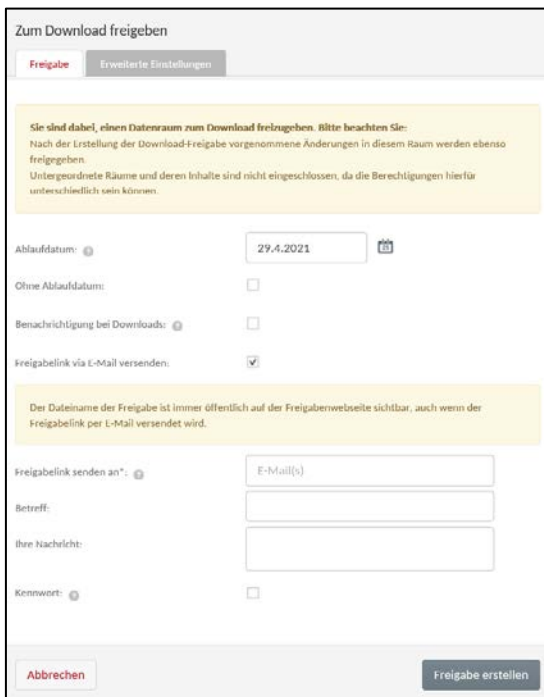 Zum Download freigeben
Freigabe
Erweiterte Einstellungen
Sie sind dabei, einen Datenraum zum Download freizugeben. Bitte beachten Sie:
Nach der Erstellung der Download-Freigabe vorgenommene Änderungen in diesem Raum werden ebenso
freigegeben.
Untergeordnete Räume und deren Inhalte sind nicht eingeschlossen, da die Berechtigungen hierfür
unterschiedlich sein können.
Ablaufdatum:
29.4.2021
Ohne Ablaufdatum:
Benachrichtigung bei Downloads:
Freigabelink via E-Mail versenden:
Der Dateiname der Freigabe ist immer öffentlich auf der Freigabenwebseite sichtbar, auch wenn der
Freigabelink per E-Mail versendet wird.
Freigabelink senden an*:
E-Mail(s)
Betreff:
Ihre Nachricht:
Kennwort:
Abbrechen
Freigabe erstellen